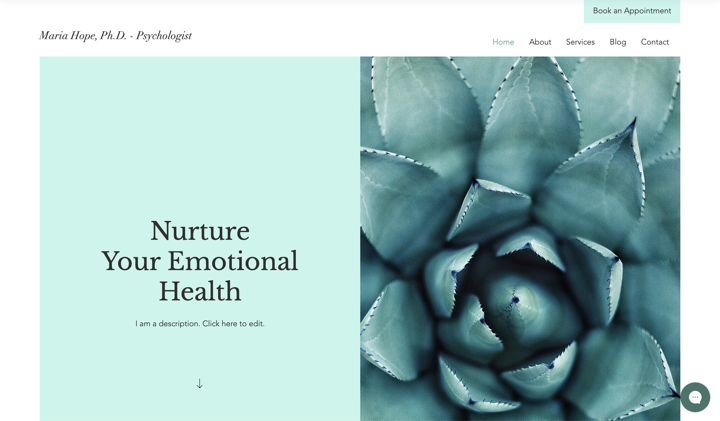 Book an Appointment
Maria Hope, Ph.D. - Psychologist
Home About Services Blog Contact
Nurture
Your Emotional
Health
I am a description. Click here to edit.